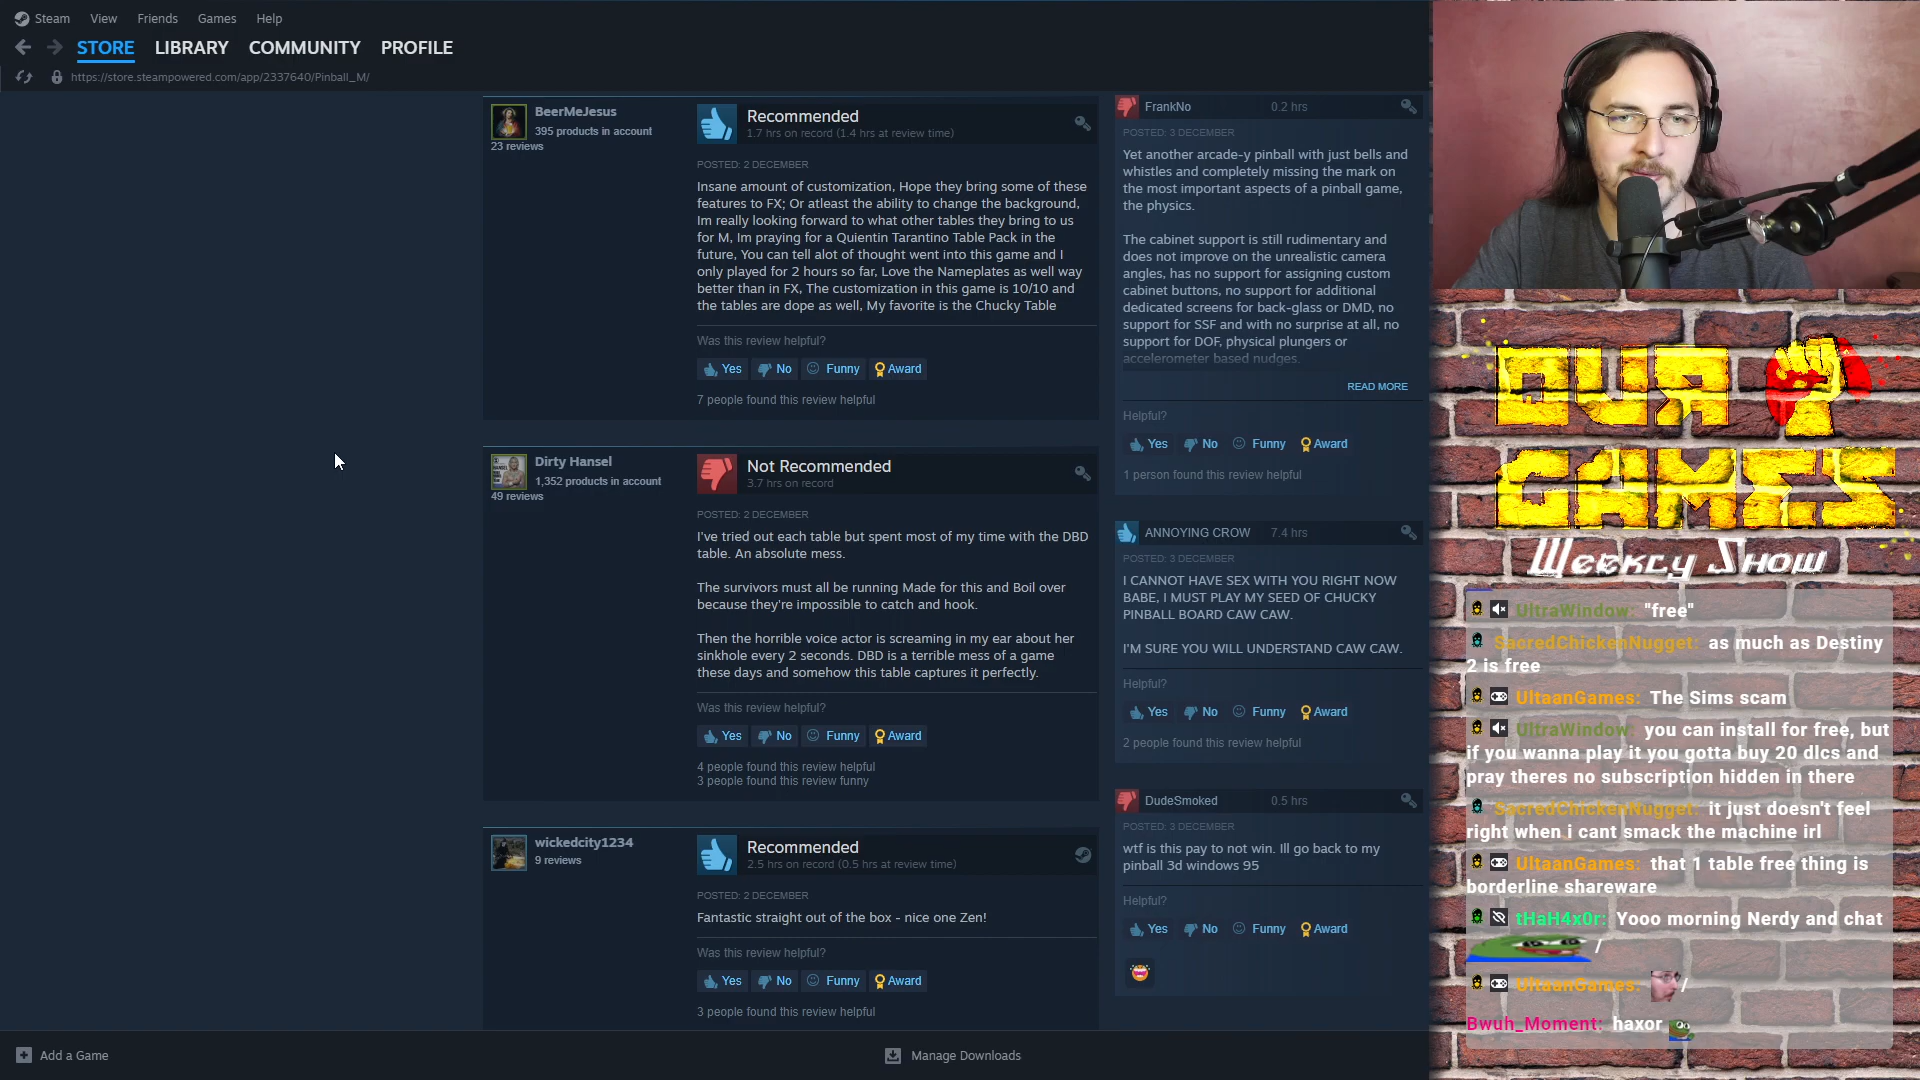 Steam View Friends Games Help
STORE LIBRARY COMMUNITY PROFILE
https://store.steampowered.com/app/2337640/Pinball_M/
BeerMeJesus
395 products in account
23 reviews
Recommended
1.7 hrs on record (1.4 hrs at review time)
POSTED: 2 DECEMBER
Insane amount of customization, Hope they bring some of these
features to FX; Or atleast the ability to change the background,
Im really looking forward to what other tables they bring to us
for M, Im praying for a Quientin Tarantino Table Pack in the
future, You can tell alot of thought went into this game and I
only played for 2 hours so far, Love the Nameplates as well way
better than in FX, The customization in this game is 10/10 and
the tables are dope as well, My favorite is the Chucky Table
Was this review helpful?
Yes No Funny Award
7 people found this review helpful
Dirty Hansel
1,352 products in account
49 reviews
Not Recommended
3.7 hrs on record
POSTED: 2 DECEMBER
I've tried out each table but spent most of my time with the DBD
table. An absolute mess.
The survivors must all be running Made for this and Boil over
because they're impossible to catch and hook.
Then the horrible voice actor is screaming in my ear about her
sinkhole every 2 seconds. DBD is a terrible mess of a game
these days and somehow this table captures it perfectly.
Was this review helpful?
Yes No Funny Award
4 people found this review helpful
3 people found this review funny
wickedcity1234
9 reviews
Recommended
2.5 hrs on record (0.5 hrs at review time)
POSTED: 2 DECEMBER
Fantastic straight out of the box - nice one Zen!
Was this review helpful?
Yes No Funny Award
3 people found this review helpful
FrankNo 0.2 hrs
POSTED: 3 DECEMBER
Yet another arcade-y pinball with just bells and
whistles and completely missing the mark on
the most important aspects of a pinball game,
the physics.
The cabinet support is still rudimentary and
does not improve on the unrealistic camera
angles, has no support for assigning custom
cabinet buttons, no support for additional
dedicated screens for back-glass or DMD, no
support for SSF and with no surprise at all, no
support for DOF, physical plungers or
accelerometer based nudges.
READ MORE
Helpful?
Yes No Funny Award
1 person found this review helpful
ANNOYING CROW 7.4 hrs
POSTED: 3 DECEMBER
I CANNOT HAVE SEX WITH YOU RIGHT NOW
BABE, I MUST PLAY MY SEED OF CHUCKY
PINBALL BOARD CAW CAW.
I'M SURE YOU WILL UNDERSTAND CAW CAW.
Helpful?
Yes No Funny Award
2 people found this review helpful
DudeSmoked 0.5 hrs
POSTED: 3 DECEMBER
wtf is this pay to not win. Ill go back to my
pinball 3d windows 95
Helpful?
Yes No Funny Award
Add a Game
Manage Downloads
OUR
GAMES
Weekly Show
UltraWindow: "free"
SacredChickenNugget: as much as Destiny
2 is free
UltaanGames: The Sims scam
UltraWindow: you can install for free, but
if you wanna play it you gotta buy 20 dlcs and
pray theres no subscription hidden in there
SacredChickenNugget: it just doesn't feel
right when i cant smack the machine irl
UltaanGames: that 1 table free thing is
borderline shareware
tHaH4x0r: Yooo morning Nerdy and chat
/
UltaanGames: /
Bwuh_Moment: haxor